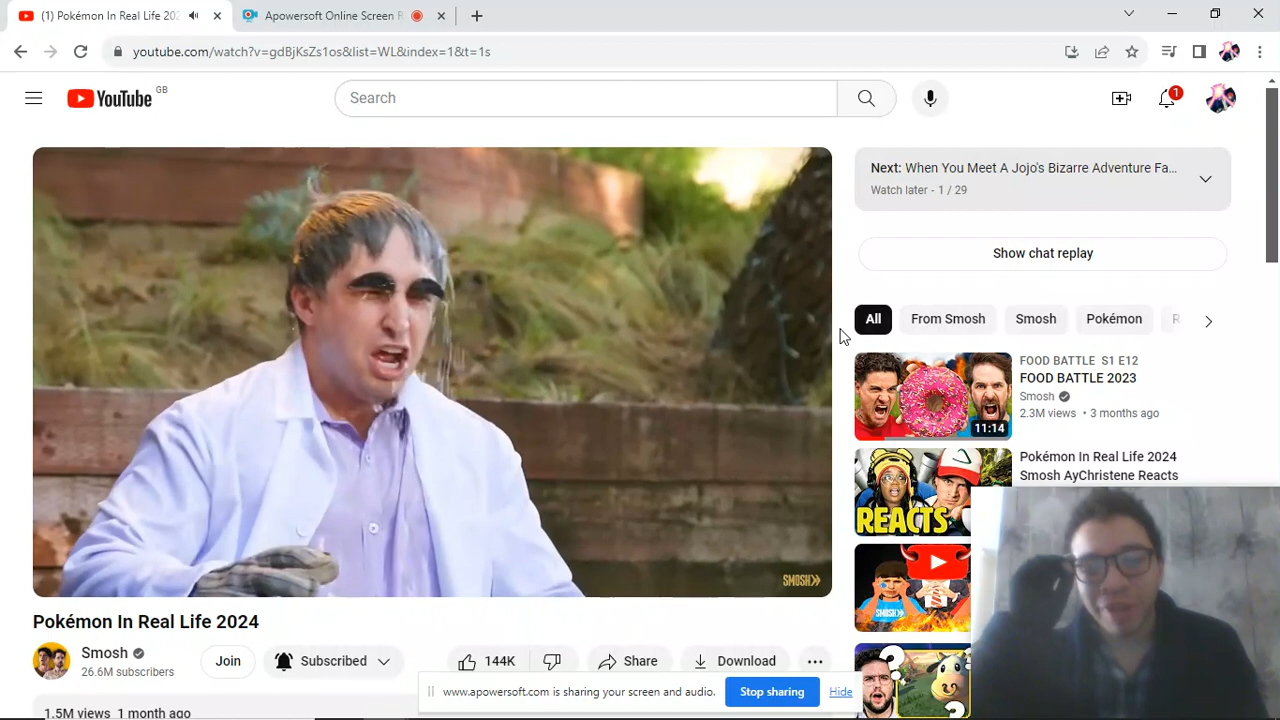 (1) Pokémon In Real Life 202
Apowersoft Online Screen R
youtube.com/watch?v=gdBjKsZs1os&list=WL&index=1&t=1s
YouTube GB
Search
1
Next: When You Meet A Jojo's Bizarre Adventure Fa...
Watch later - 1 / 29
Show chat replay
All
From Smosh
Smosh
Pokémon
R
FOOD BATTLE S1 E12
FOOD BATTLE 2023
Smosh
2.3M views • 3 months ago
11:14
Pokémon In Real Life 2024
Smosh AyChristene Reacts
REACTS
SMOSH
SMOSH
Pokémon In Real Life 2024
Smosh
26.6M subscribers
Join
Subscribed
144K
Share
Download
www.apowersoft.com is sharing your screen and audio.
Stop sharing
Hide
1.5M views 1 month ago